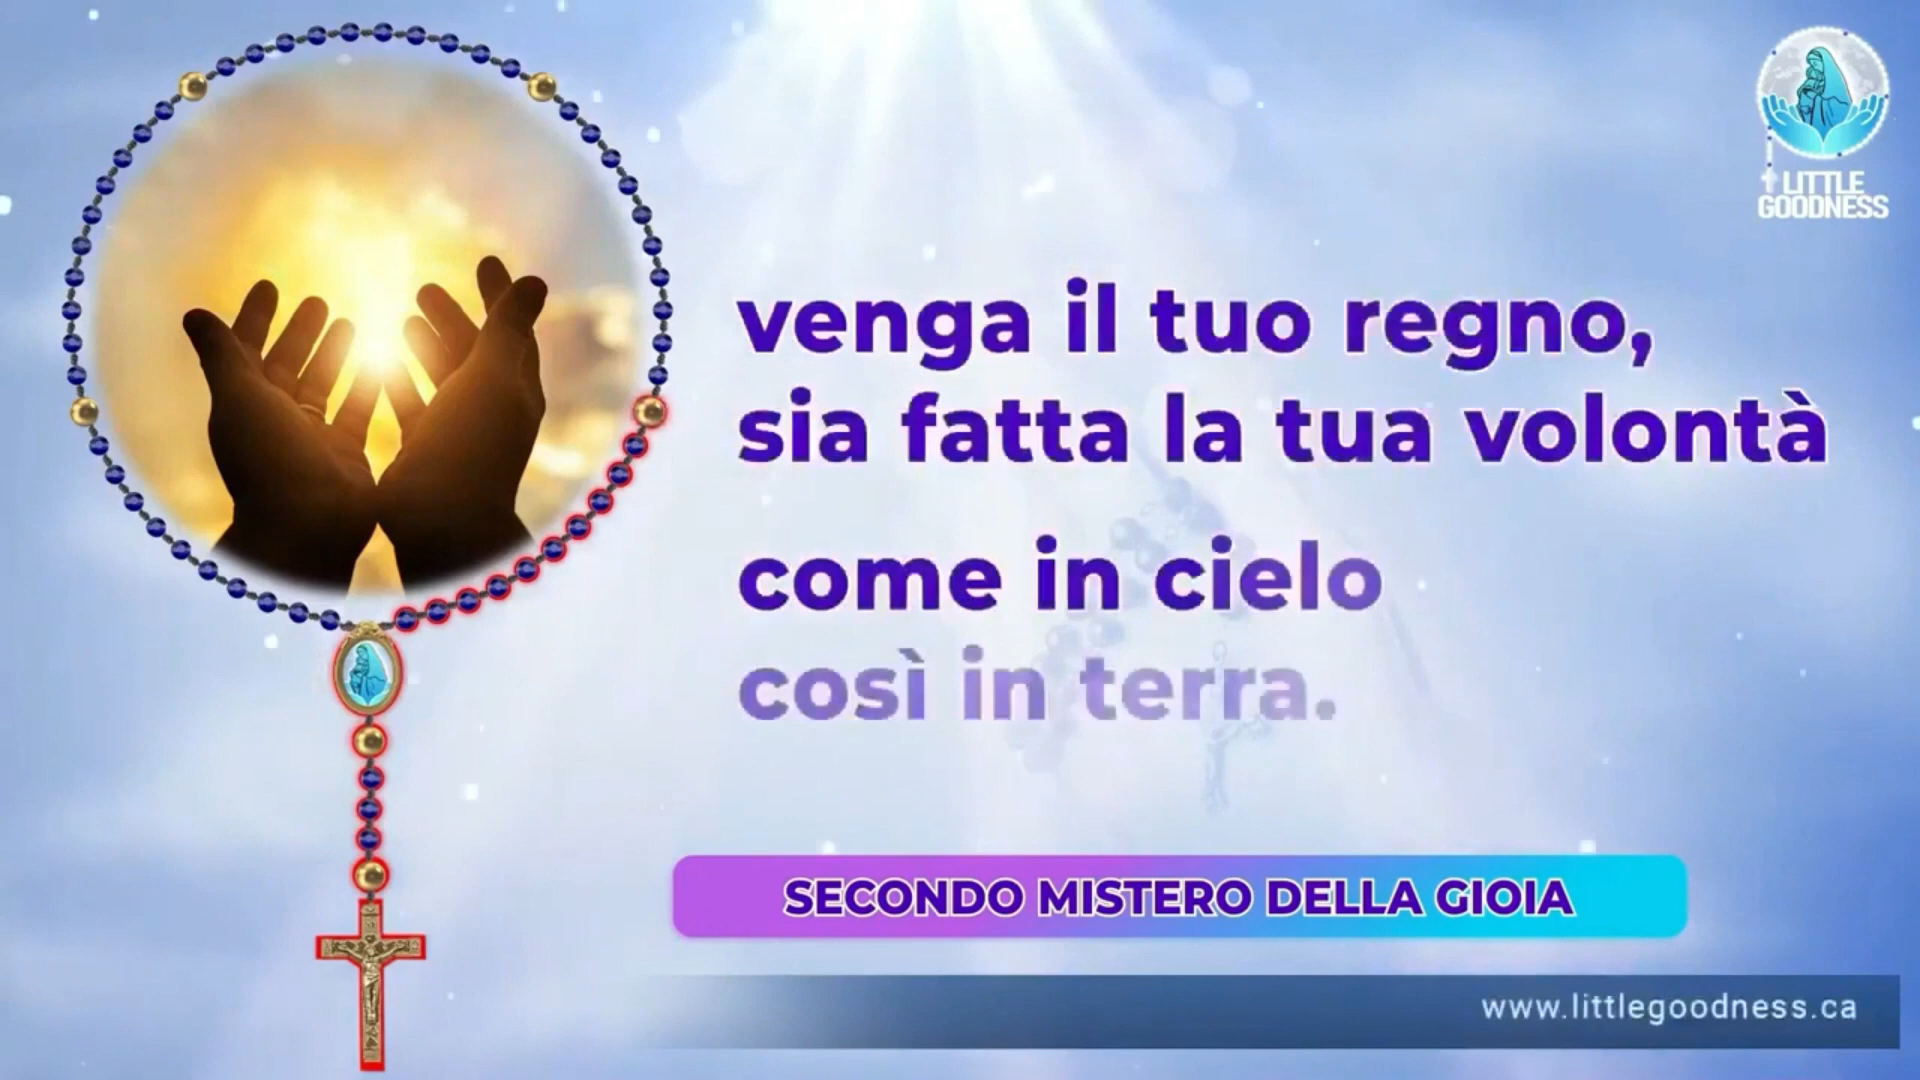 LITTLE
GOODNESS
venga il tuo regno,
sia fatta la tua volontà
come in cielo
così in terra.
SECONDO MISTERO DELLA GIOIA
www.littlegoodness.ca